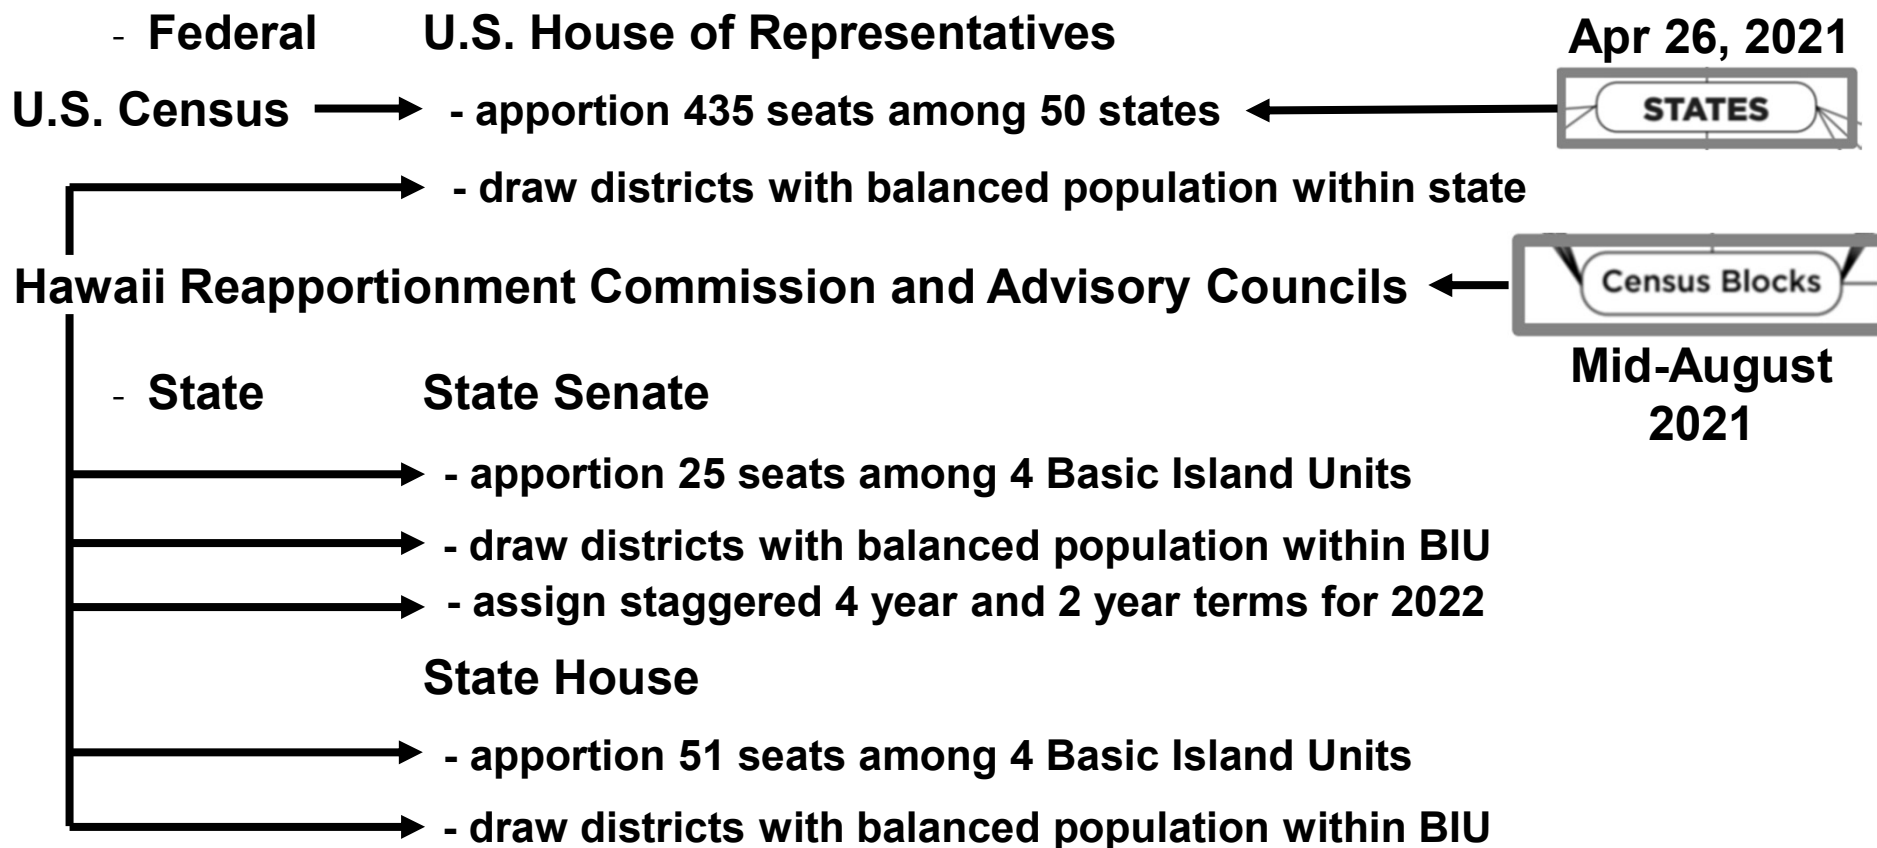 - Federal U.S. House of Representatives
Apr 26, 2021
U.S. Census - apportion 435 seats among 50 states
STATES
- draw districts with balanced population within state
Hawaii Reapportionment Commission and Advisory Councils
Census Blocks
Mid-August
2021
- State State Senate
- apportion 25 seats among 4 Basic Island Units
- draw districts with balanced population within BIU
- assign staggered 4 year and 2 year terms for 2022
State House
- apportion 51 seats among 4 Basic Island Units
- draw districts with balanced population within BIU